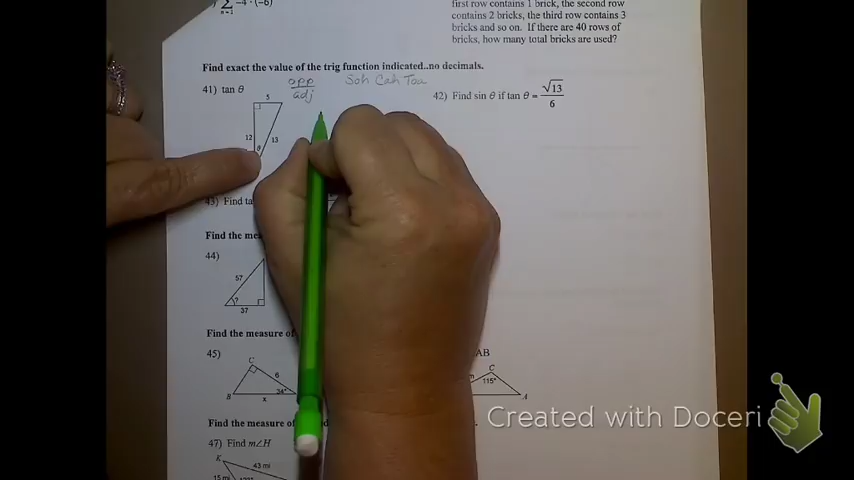 ∑ −4 · (−6)
n=1
first row contains 1 brick, the second row
contains 2 bricks, the third row contains 3
bricks and so on. If there are 40 rows of
bricks, how many total bricks are used?
Find exact the value of the trig function indicated..no decimals.
41) tan θ
opp
adj
Soh Cah Toa
5
12
13
θ
42) Find sin θ if tan θ = √13
6
43) Find ta
Find the me
44)
57
?
37
Find the measure of
45)
C
6
34°
B
x
AB
C
115°
A
Find the measure of
47) Find m∠H
K
43 mi
15 mi
Created with Doceri